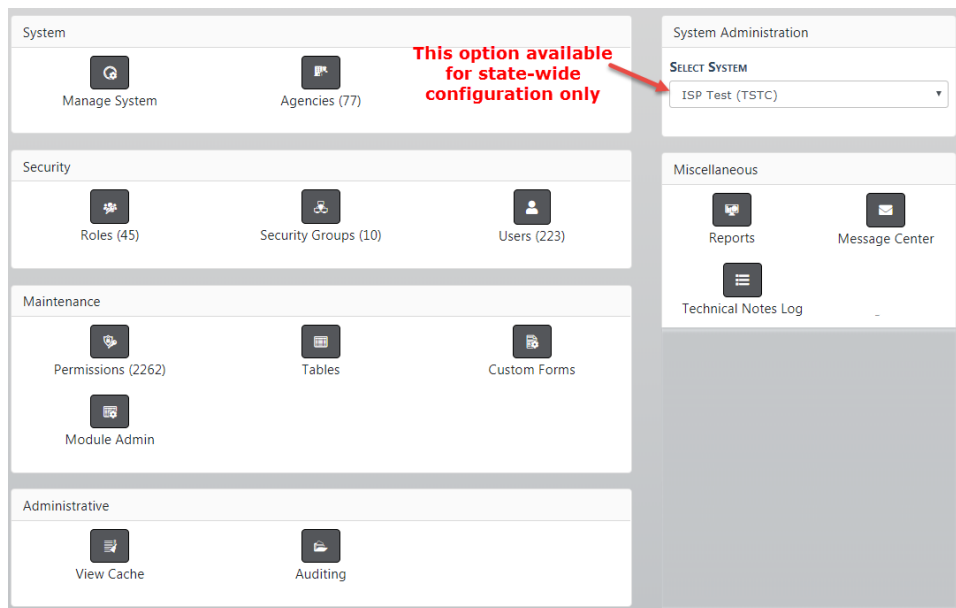 System
Manage System
Agencies (77)
This option available
for state-wide
configuration only
System Administration
SELECT SYSTEM
ISP Test (TSTC)
Security
Roles (45)
Security Groups (10)
Users (223)
Miscellaneous
Reports
Message Center
Technical Notes Log
Maintenance
Permissions (2262)
Tables
Custom Forms
Module Admin
Administrative
View Cache
Auditing